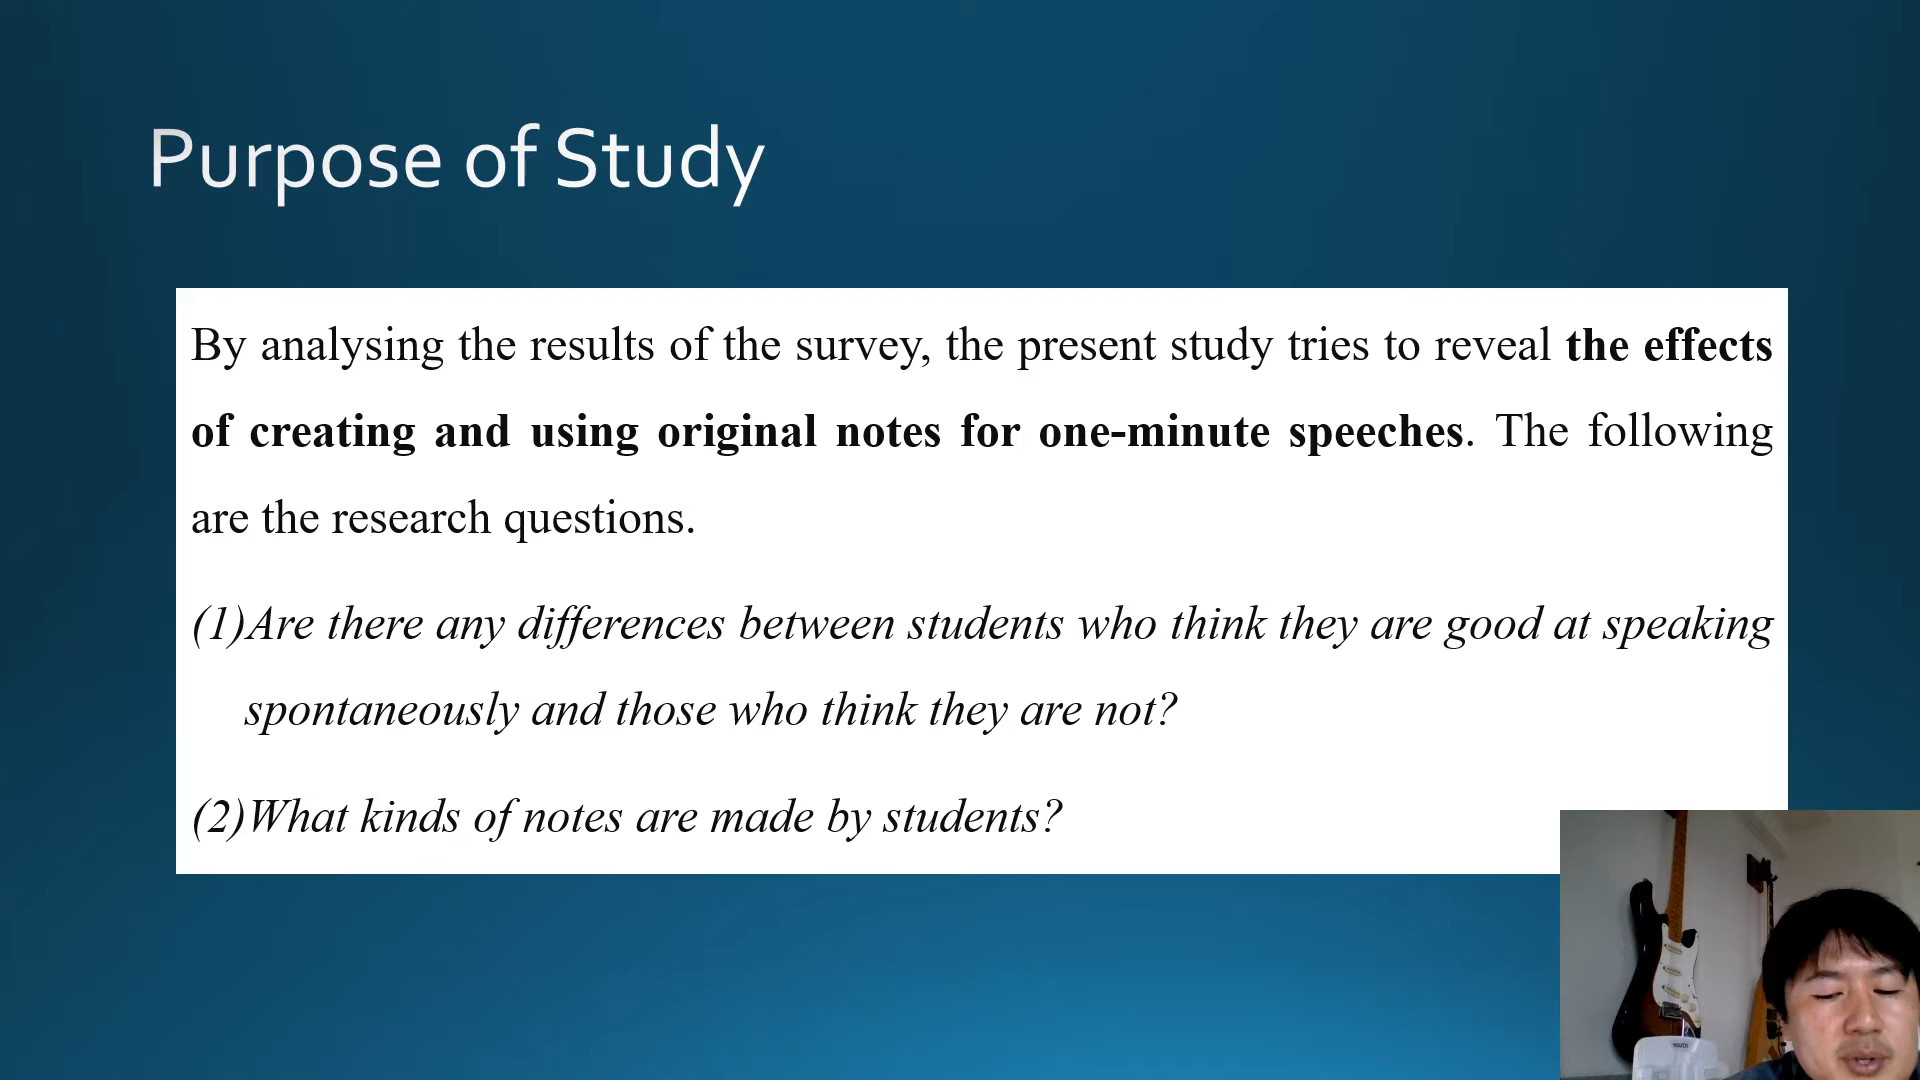 Purpose of Study
By analysing the results of the survey, the present study tries to reveal the effects
of creating and using original notes for one-minute speeches. The following
are the research questions.
(1)Are there any differences between students who think they are good at speaking
spontaneously and those who think they are not?
(2)What kinds of notes are made by students?